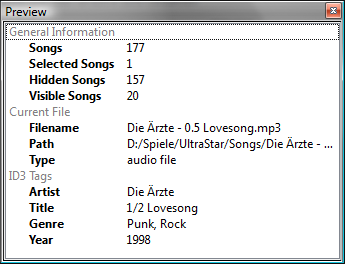 Preview
General Information
Songs 177
Selected Songs 1
Hidden Songs 157
Visible Songs 20
Current File
Filename Die Ärzte - 0.5 Lovesong.mp3
Path D:/Spiele/UltraStar/Songs/Die Ärzte - ...
Type audio file
ID3 Tags
Artist Die Ärzte
Title 1/2 Lovesong
Genre Punk, Rock
Year 1998